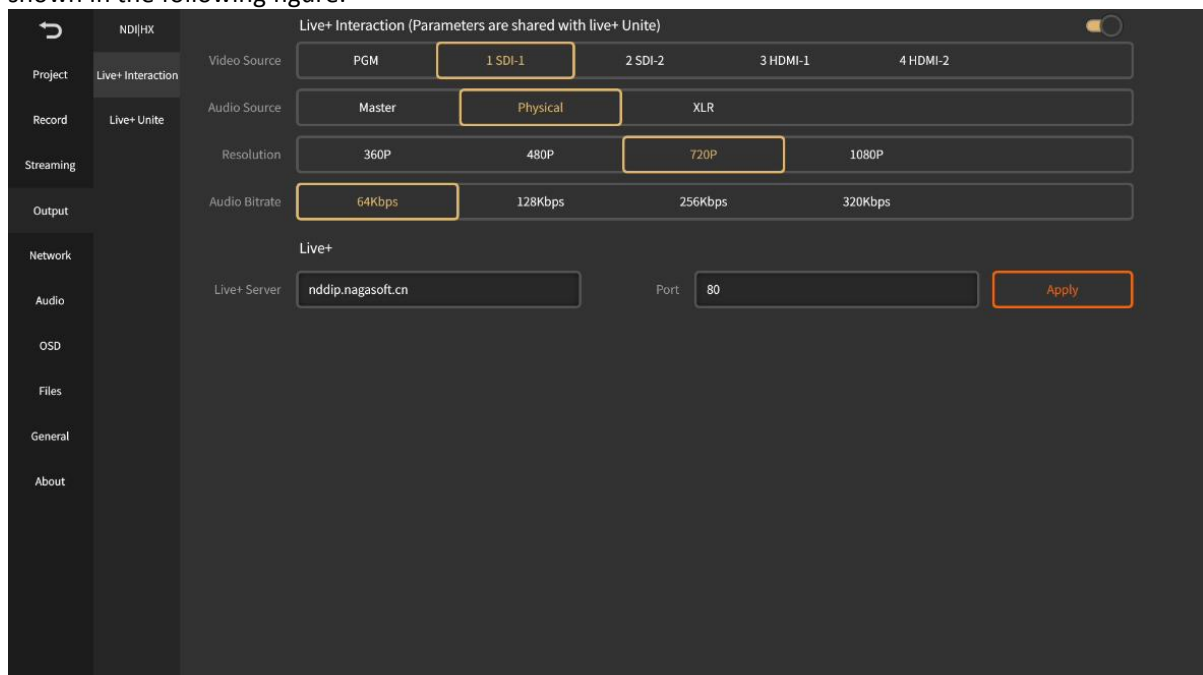 shown in the following figure.
NDI|HX
Live+ Interaction (Parameters are shared with live+ Unite)
Video Source PGM 1 SDI-1 2 SDI-2 3 HDMI-1 4 HDMI-2
Project Live+ Interaction
Audio Source Master Physical XLR
Record Live+ Unite
Resolution 360P 480P 720P 1080P
Streaming
Audio Bitrate 64Kbps 128Kbps 256Kbps 320Kbps
Output
Live+
Network
Live+ Server nddip.nagasoft.cn Port 80 Apply
Audio
OSD
Files
General
About